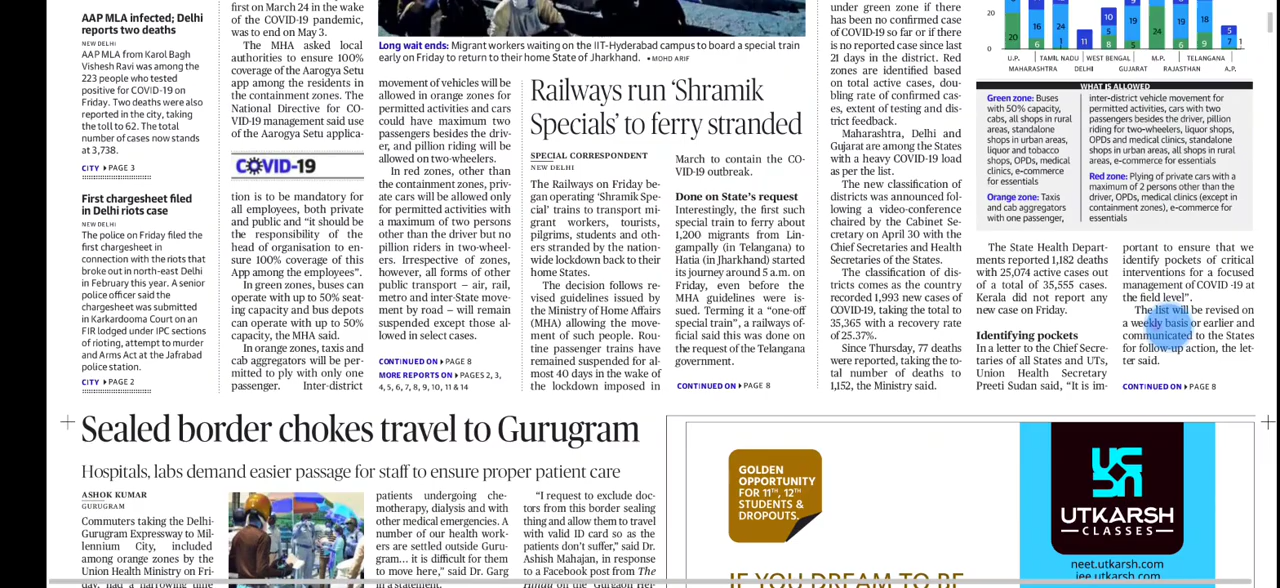 AAP MLA infected; Delhi
reports two deaths
NEW DELHI
AAP MLA from Karol Bagh
Vishesh Ravi was among the
223 people who tested
positive for COVID-19 on
Friday. Two deaths were also
reported in the city, taking
the toll to 62. The total
number of cases now stands
at 3,738.
CITY ▸ PAGE 3
First chargesheet filed
in Delhi riots case
NEW DELHI
The police on Friday filed the
first chargesheet in
connection with the riots that
broke out in north-east Delhi
in February this year. A senior
police officer said the
chargesheet was submitted
in Karkardooma Court on an
FIR lodged under IPC sections
of rioting, attempt to murder
and Arms Act at the Jafrabad
police station.
CITY ▸ PAGE 2
first on March 24 in the wake
of the COVID-19 pandemic,
was to end on May 3.
The MHA asked local
authorities to ensure 100%
coverage of the Aarogya Setu
app among the residents in
the containment zones. The
National Directive for CO-
VID-19 management said use
of the Aarogya Setu applica-
COVID-19
tion is to be mandatory for
all employees, both private
and public and “it should be
the responsibility of the
head of organisation to en-
sure 100% coverage of this
App among the employees”.
In green zones, buses can
operate with up to 50% seat-
ing capacity and bus depots
can operate with up to 50%
capacity, the MHA said.
In orange zones, taxis and
cab aggregators will be per-
mitted to ply with only one
passenger. Inter-district
Long wait ends: Migrant workers waiting on the IIT-Hyderabad campus to board a special train
early on Friday to return to their home State of Jharkhand. • MOHD ARIF
movement of vehicles will be
allowed in orange zones for
permitted activities and cars
could have maximum two
passengers besides the driv-
er, and pillion riding will be
allowed on two-wheelers.
In red zones, other than
the containment zones, priv-
ate cars will be allowed only
for permitted activities with
a maximum of two persons
other than the driver but no
pillion riders in two-wheel-
ers. Irrespective of zones,
however, all forms of other
public transport – air, rail,
metro and inter-State move-
ment by road – will remain
suspended except those al-
lowed in select cases.
CONTINUED ON ▸ PAGE 8
MORE REPORTS ON ▸ PAGES 2, 3,
4, 5, 6, 7, 8, 9, 10, 11 & 14
Railways run ‘Shramik
Specials’ to ferry stranded
SPECIAL CORRESPONDENT
NEW DELHI
The Railways on Friday be-
gan operating ‘Shramik Spe-
cial’ trains to transport mi-
grant workers, tourists,
pilgrims, students and oth-
ers stranded by the nation-
wide lockdown back to their
home States.
The decision follows re-
vised guidelines issued by
the Ministry of Home Affairs
(MHA) allowing the move-
ment of such people. Rou-
tine passenger trains have
remained suspended for al-
most 40 days in the wake of
the lockdown imposed in
March to contain the CO-
VID-19 outbreak.
Done on State’s request
Interestingly, the first such
special train to ferry about
1,200 migrants from Lin-
gampally (in Telangana) to
Hatia (in Jharkhand) started
its journey around 5 a.m. on
Friday, even before the
MHA guidelines were is-
sued. Terming it a “one-off
special train”, a railways of-
ficial said this was done on
the request of the Telangana
government.
CONTINUED ON ▸ PAGE 8
under green zone if there
has been no confirmed case
of COVID-19 so far or if there
is no reported case since last
21 days in the district. Red
zones are identified based
on total active cases, dou-
bling rate of confirmed cas-
es, extent of testing and dis-
trict feedback.
Maharashtra, Delhi and
Gujarat are among the States
with a heavy COVID-19 load
as per the list.
The new classification of
districts was announced fol-
lowing a video-conference
chaired by the Cabinet Se-
cretary on April 30 with the
Chief Secretaries and Health
Secretaries of the States.
The classification of dis-
tricts comes as the country
recorded 1,993 new cases of
COVID-19, taking the total to
35,365 with a recovery rate
of 25.37%.
Since Thursday, 77 deaths
were reported, taking the to-
tal number of deaths to
1,152, the Ministry said.
20
0
20 16 6 24 1 11 10 5 8 9 19 5 24 19 6 18 9 5 7 1
U.P. TAMIL NADU WEST BENGAL M.P. TELANGANA
MAHARASHTRA DELHI GUJARAT RAJASTHAN A.P.
WHAT IS ALLOWED
Green zone: Buses
with 50% capacity,
cabs, all shops in rural
areas, standalone
shops in urban areas,
liquor and tobacco
shops, OPDs, medical
clinics, e-commerce
for essentials
Orange zone: Taxis
and cab aggregators
with one passenger,
inter-district vehicle movement for
permitted activities, cars with two
passengers besides the driver, pillion
riding for two-wheelers, liquor shops,
OPDs and medical clinics, standalone
shops in urban areas, all shops in rural
areas, e-commerce for essentials
Red zone: Plying of private cars with a
maximum of 2 persons other than the
driver, OPDs, medical clinics (except in
containment zones), e-commerce for
essentials
The State Health Depart-
ments reported 1,182 deaths
with 25,074 active cases out
of a total of 35,555 cases.
Kerala did not report any
new case on Friday.
Identifying pockets
In a letter to the Chief Secre-
taries of all States and UTs,
Union Health Secretary
Preeti Sudan said, “It is im-
portant to ensure that we
identify pockets of critical
interventions for a focused
management of COVID -19 at
the field level”.
The list will be revised on
a weekly basis or earlier and
communicated to the States
for follow-up action, the let-
ter said.
CONTINUED ON ▸ PAGE 8
Sealed border chokes travel to Gurugram
Hospitals, labs demand easier passage for staff to ensure proper patient care
ASHOK KUMAR
GURUGRAM
Commuters taking the Delhi-
Gurugram Expressway to Mil-
lennium City, included
among orange zones by the
Union Health Ministry on Fri-
day, had a narrowing time
patients undergoing che-
motherapy, dialysis and with
other medical emergencies. A
number of our health work-
ers are settled outside Guru-
gram... it is difficult for them
to move here,” said Dr. Garg
in a statement.
“I request to exclude doc-
tors from this border sealing
thing and allow them to travel
with valid ID card so as the
patients don’t suffer,” said Dr.
Ashish Mahajan, in response
to a Facebook post from The
Hindu on the ‘Gurgaon Hel-
GOLDEN
OPPORTUNITY
FOR 11TH, 12TH
STUDENTS &
DROPOUTS.
IF YOU DREAM TO BE
UTKARSH
CLASSES
neet.utkarsh.com
jee.utkarsh.com